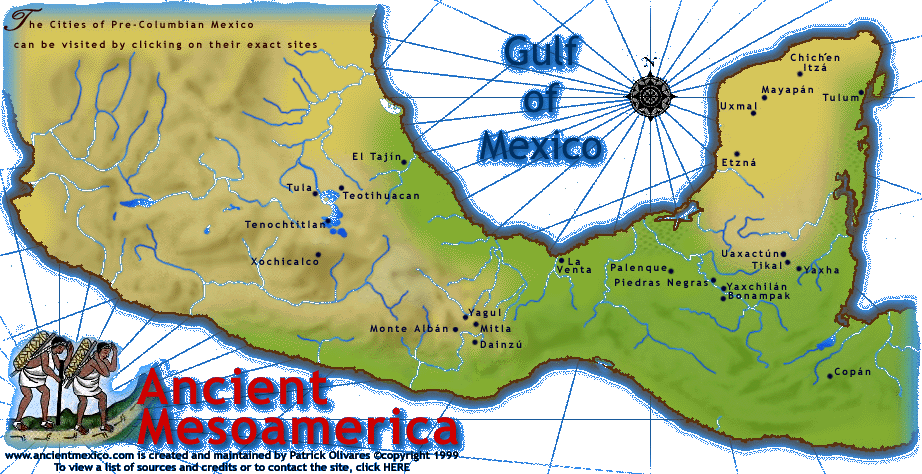 The Cities of Pre-Columbian Mexico
can be visited by clicking on their exact sites
Gulf
of
Mexico
N
Chichén
Itzá
Mayapán
Uxmal
Tulum
El Tajín
Etzná
Tula
Teotihuacan
Tenochtitlan
Xochicalco
La
Venta
Palenque
Piedras Negras
Uaxactún
Tikal
Yaxha
Yaxchilán
Bonampak
Yagul
Monte Albán
Mitla
Dainzú
Copán
Ancient
Mesoamerica
www.ancientmexico.com is created and maintained by Patrick Olivares ©copyright 1999
To view a list of sources and credits or to contact the site, click HERE